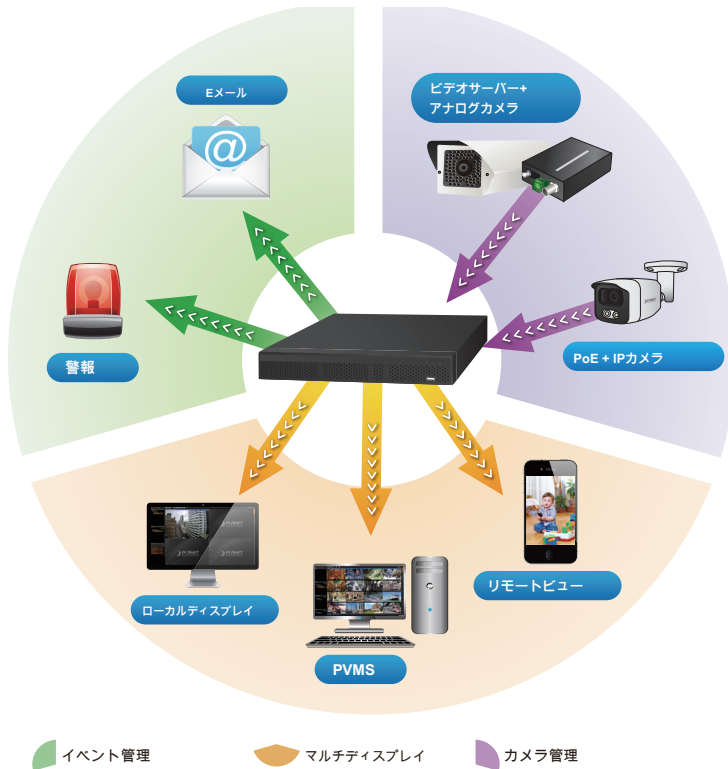 Eメール
ビデオサーバー+
アナログカメラ
警報
PoE + IPカメラ
PLANET
PLANET
PLANET
ローカルディスプレイ
PVMS
リモートビュー
イベント管理
マルチディスプレイ
カメラ管理